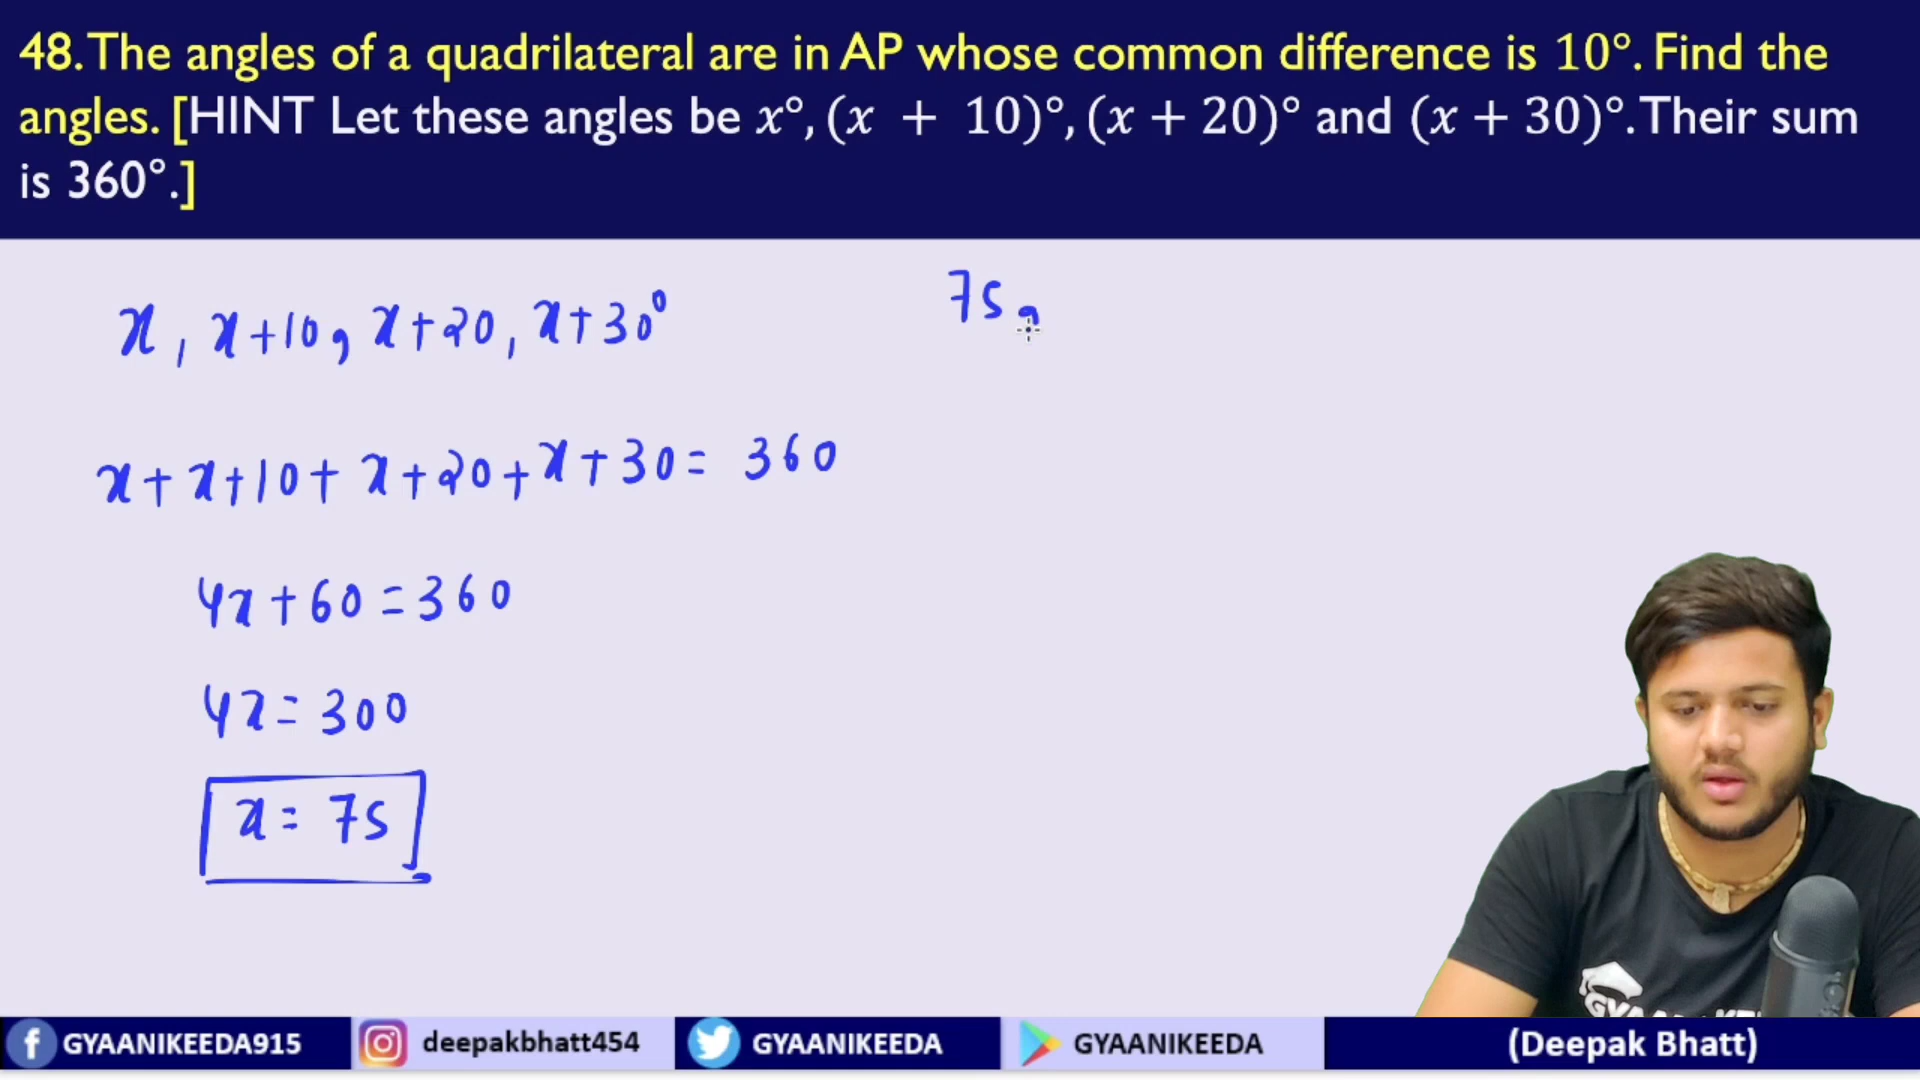 48. The angles of a quadrilateral are in AP whose common difference is 10°. Find the
angles. [HINT Let these angles be x°, (x + 10)°, (x + 20)° and (x + 30)°. Their sum
is 360°.]
x, x+10, x+20, x+30°
75,
x+x+10+x+20+x+30= 360
4x+60=360
4x= 300
x= 75
GYAANIKEEDA915
deepakbhatt454
GYAANIKEEDA
GYAANIKEEDA
(Deepak Bhatt)